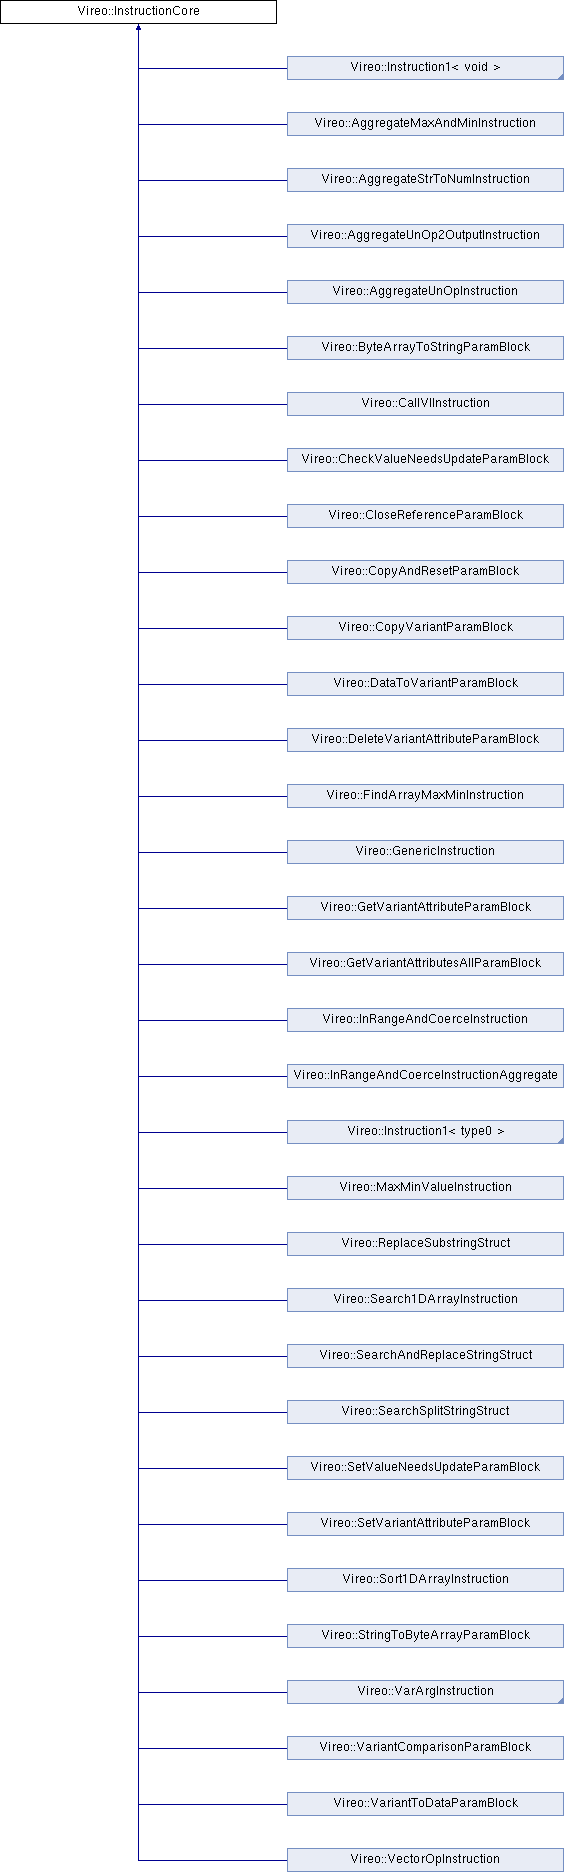 Vireo::InstructionCore
Vireo::Instruction1< void >
Vireo::AggregateMaxAndMinInstruction
Vireo::AggregateStrToNumInstruction
Vireo::AggregateUnOp2OutputInstruction
Vireo::AggregateUnOpInstruction
Vireo::ByteArrayToStringParamBlock
Vireo::CallVIInstruction
Vireo::CheckValueNeedsUpdateParamBlock
Vireo::CloseReferenceParamBlock
Vireo::CopyAndResetParamBlock
Vireo::CopyVariantParamBlock
Vireo::DataToVariantParamBlock
Vireo::DeleteVariantAttributeParamBlock
Vireo::FindArrayMaxMinInstruction
Vireo::GenericInstruction
Vireo::GetVariantAttributeParamBlock
Vireo::GetVariantAttributesAllParamBlock
Vireo::InRangeAndCoerceInstruction
Vireo::InRangeAndCoerceInstructionAggregate
Vireo::Instruction1< type0 >
Vireo::MaxMinValueInstruction
Vireo::ReplaceSubstringStruct
Vireo::Search1DArrayInstruction
Vireo::SearchAndReplaceStringStruct
Vireo::SearchSplitStringStruct
Vireo::SetValueNeedsUpdateParamBlock
Vireo::SetVariantAttributeParamBlock
Vireo::Sort1DArrayInstruction
Vireo::StringToByteArrayParamBlock
Vireo::VarArgInstruction
Vireo::VariantComparisonParamBlock
Vireo::VariantToDataParamBlock
Vireo::VectorOpInstruction